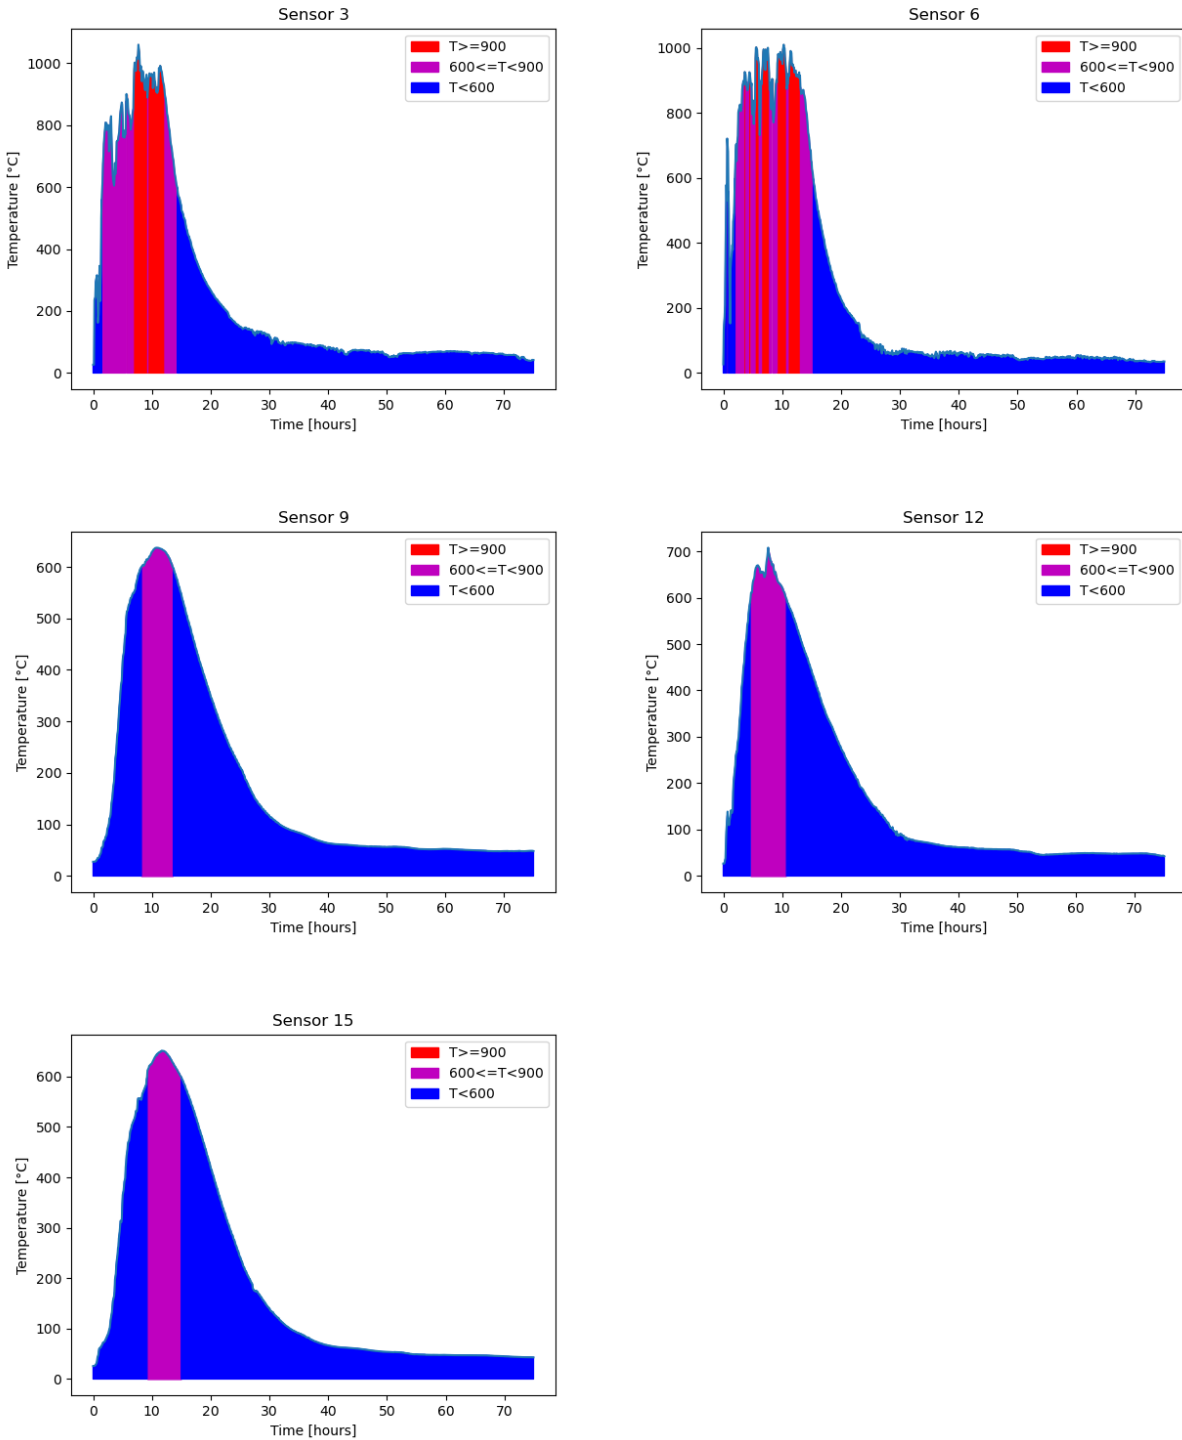 Sensor 3
T>=900
600<=T<900
T<600
1000
800
600
400
200
0
Temperature [°C]
0 10 20 30 40 50 60 70
Time [hours]
Sensor 6
T>=900
600<=T<900
T<600
1000
800
600
400
200
0
Temperature [°C]
0 10 20 30 40 50 60 70
Time [hours]
Sensor 9
T>=900
600<=T<900
T<600
600
500
400
300
200
100
0
Temperature [°C]
0 10 20 30 40 50 60 70
Time [hours]
Sensor 12
T>=900
600<=T<900
T<600
700
600
500
400
300
200
100
0
Temperature [°C]
0 10 20 30 40 50 60 70
Time [hours]
Sensor 15
T>=900
600<=T<900
T<600
600
500
400
300
200
100
0
Temperature [°C]
0 10 20 30 40 50 60 70
Time [hours]